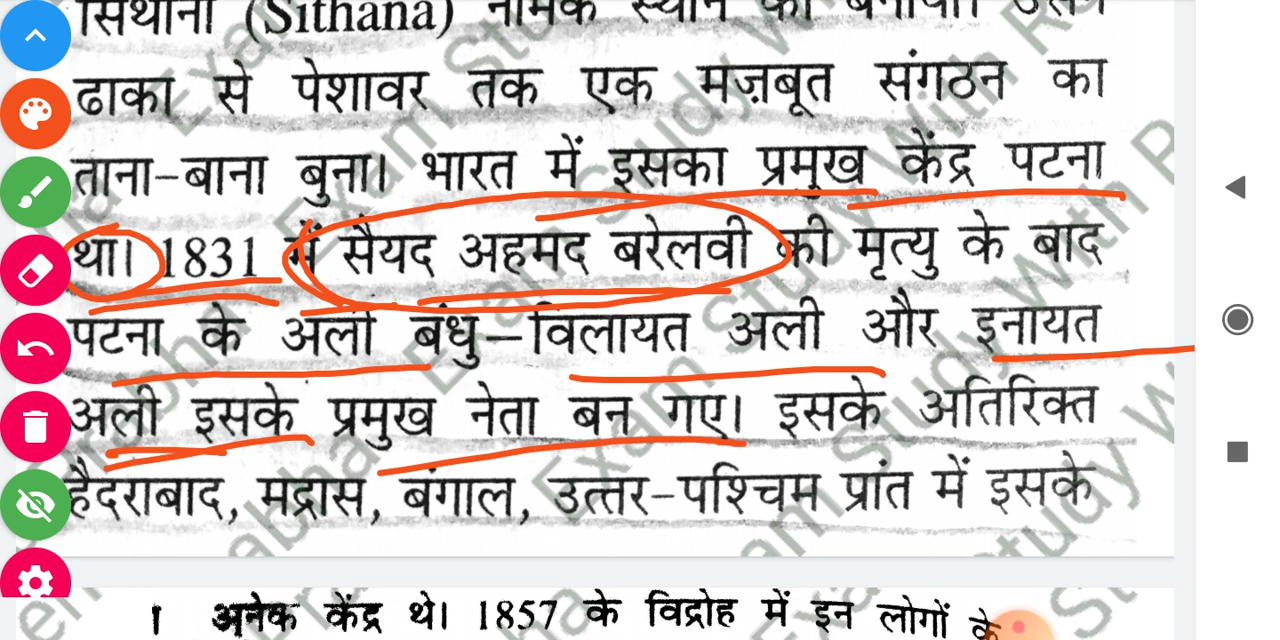 सिथाना (Sithana) नामक स्थान को बनाया। उसने
ढाका से पेशावर तक एक मज़बूत संगठन का
ताना-बाना बुना। भारत में इसका प्रमुख केंद्र पटना
था। 1831 में सैयद अहमद बरेलवी की मृत्यु के बाद
पटना के अली बंधु—विलायत अली और इनायत
अली इसके प्रमुख नेता बन गए। इसके अतिरिक्त
हैदराबाद, मद्रास, बंगाल, उत्तर-पश्चिम प्रांत में इसके
अनेक केंद्र थे। 1857 के विद्रोह में इन लोगों के